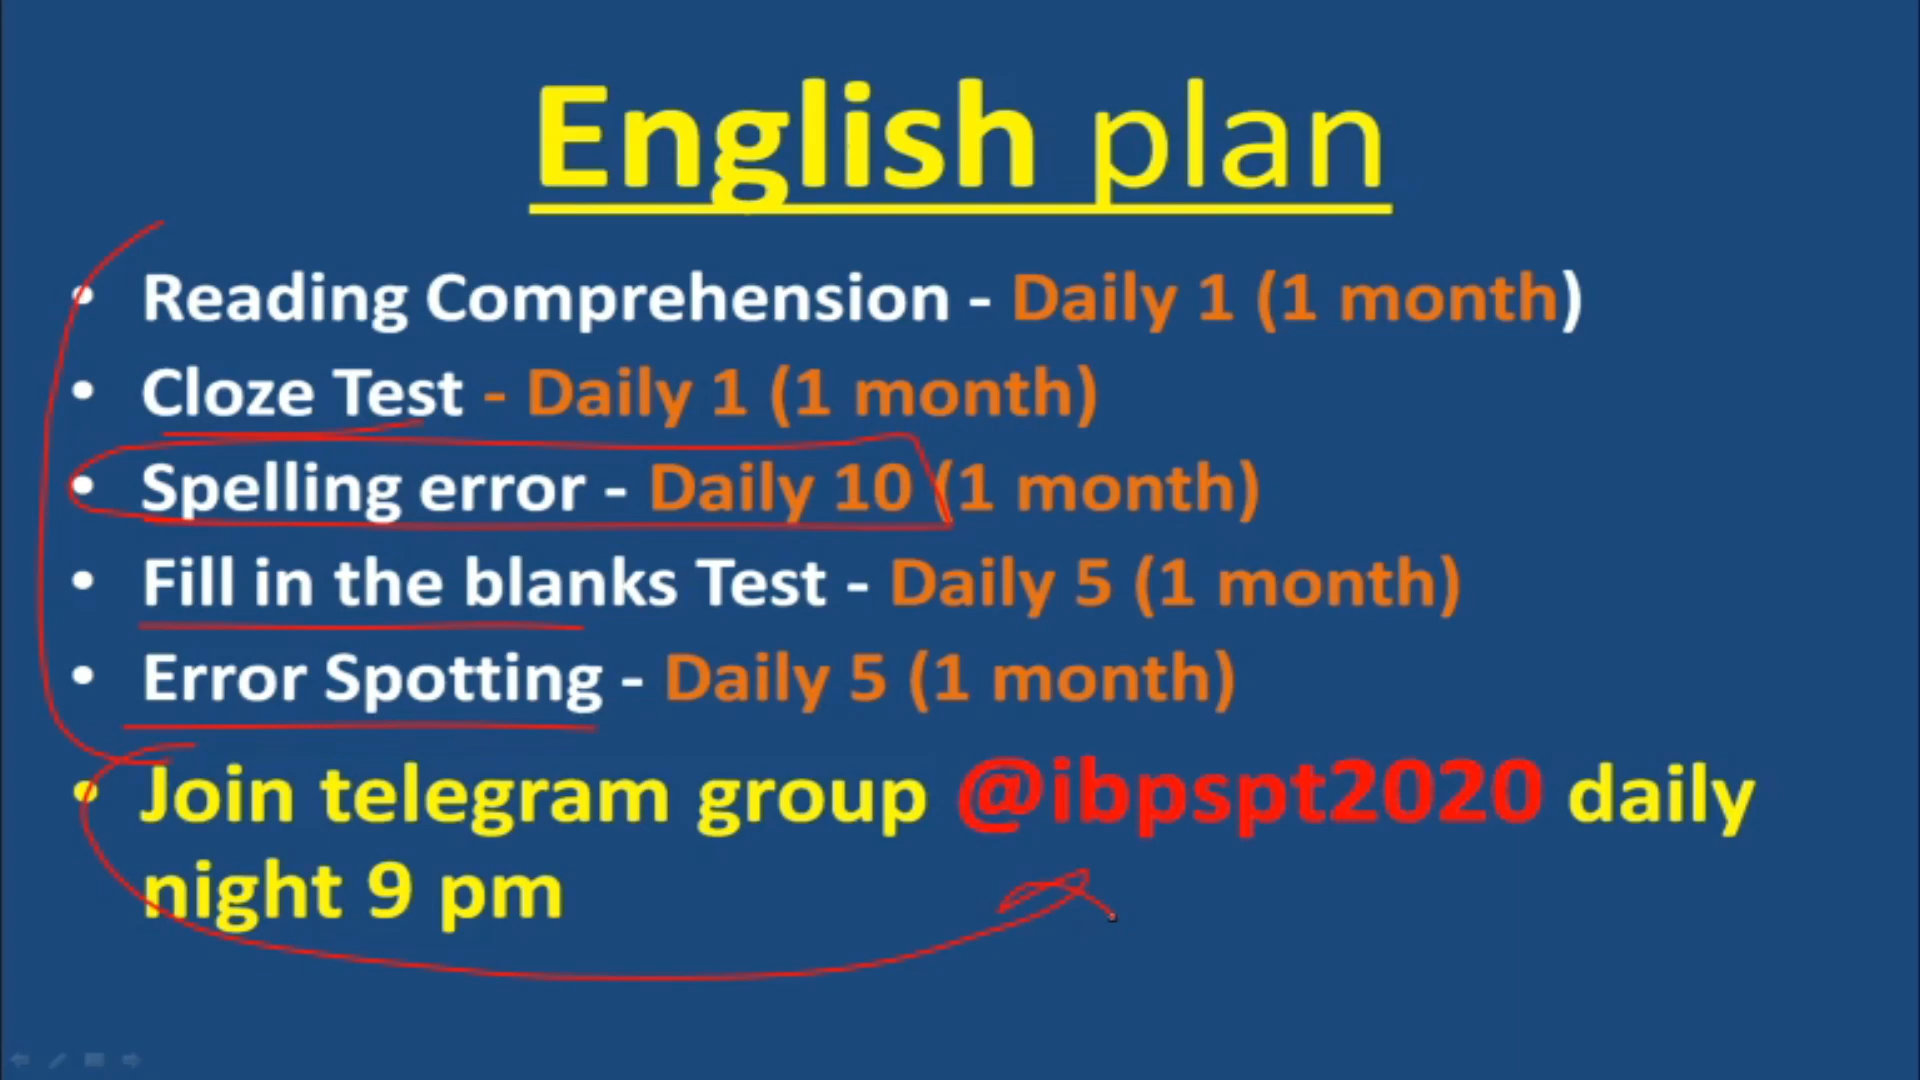 English plan
• Reading Comprehension - Daily 1 (1 month)
• Cloze Test - Daily 1 (1 month)
• Spelling error - Daily 10 (1 month)
• Fill in the blanks Test - Daily 5 (1 month)
• Error Spotting - Daily 5 (1 month)
• Join telegram group @ibpspt2020 daily
night 9 pm